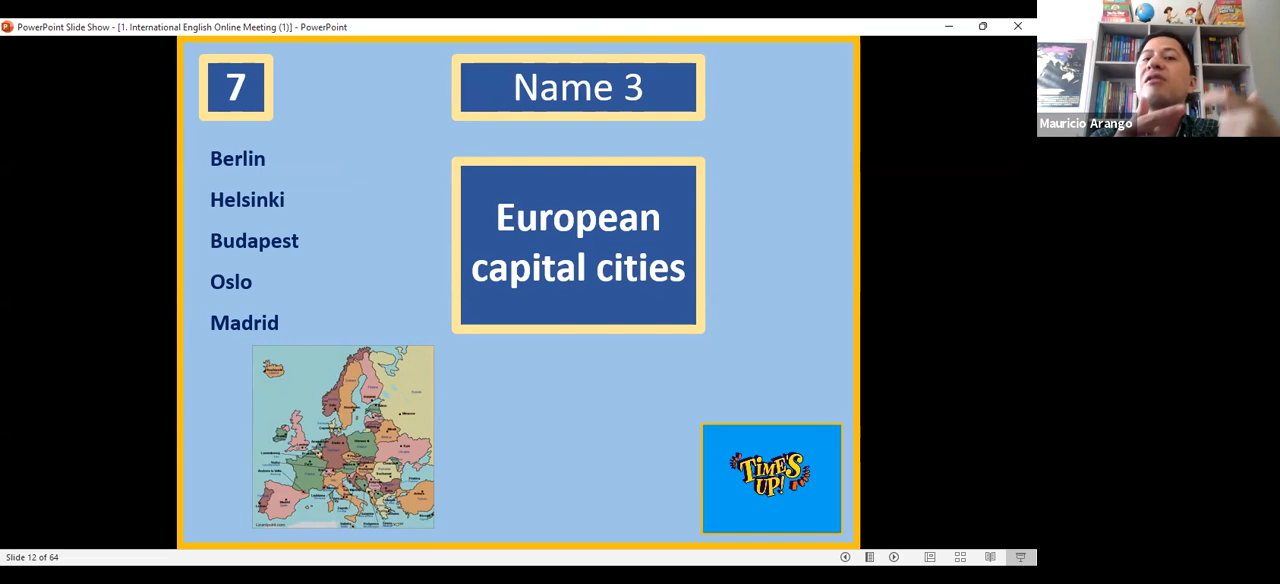 PowerPoint Slide Show - [1. International English Online Meeting (1)] - PowerPoint
7
Name 3
Berlin
Helsinki
Budapest
Oslo
Madrid
European
capital cities
TIME'S
UP!
Mauricio Arango
Slide 12 of 64